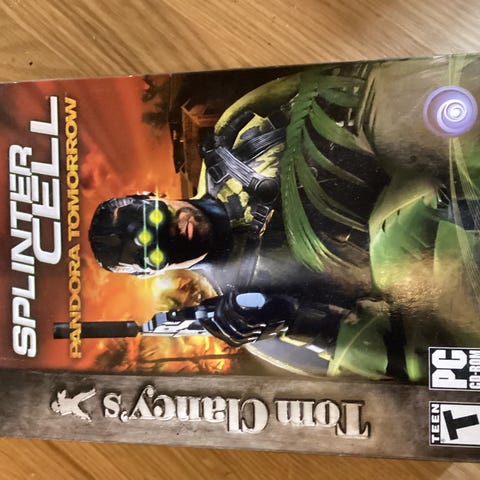 Tom Clancy's
SPLINTER
CELL
PANDORA TOMORROW
TEEN
T
PC
CD-ROM